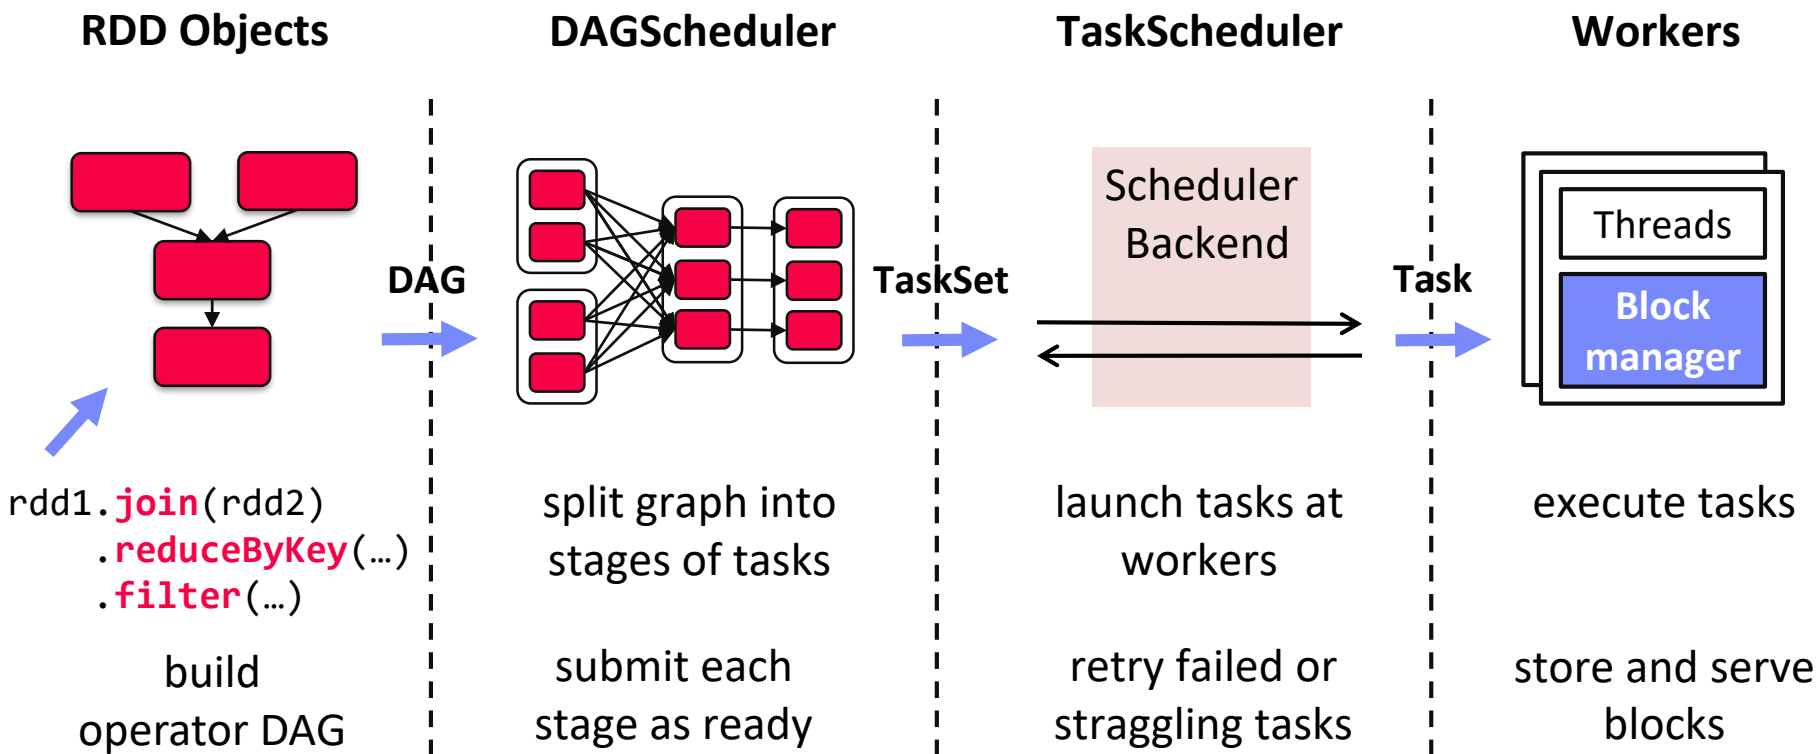 RDD Objects
DAGScheduler
TaskScheduler
Workers
DAG
TaskSet
Scheduler
Backend
Task
Threads
Block
manager
rdd1.join(rdd2)
.reduceByKey(…)
.filter(…)
build
operator DAG
split graph into
stages of tasks
submit each
stage as ready
launch tasks at
workers
retry failed or
straggling tasks
execute tasks
store and serve
blocks